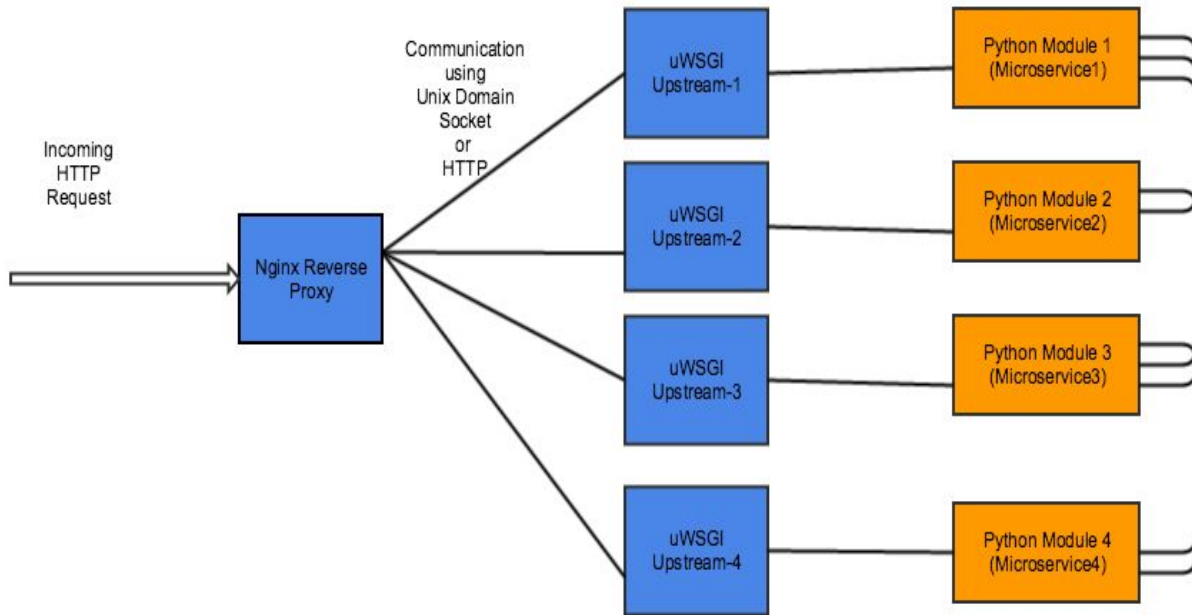 Incoming
HTTP
Request
Nginx Reverse
Proxy
Communication
using
Unix Domain
Socket
or
HTTP
uWSGI
Upstream-1
Python Module 1
(Microservice1)
uWSGI
Upstream-2
Python Module 2
(Microservice2)
uWSGI
Upstream-3
Python Module 3
(Microservice3)
uWSGI
Upstream-4
Python Module 4
(Microservice4)